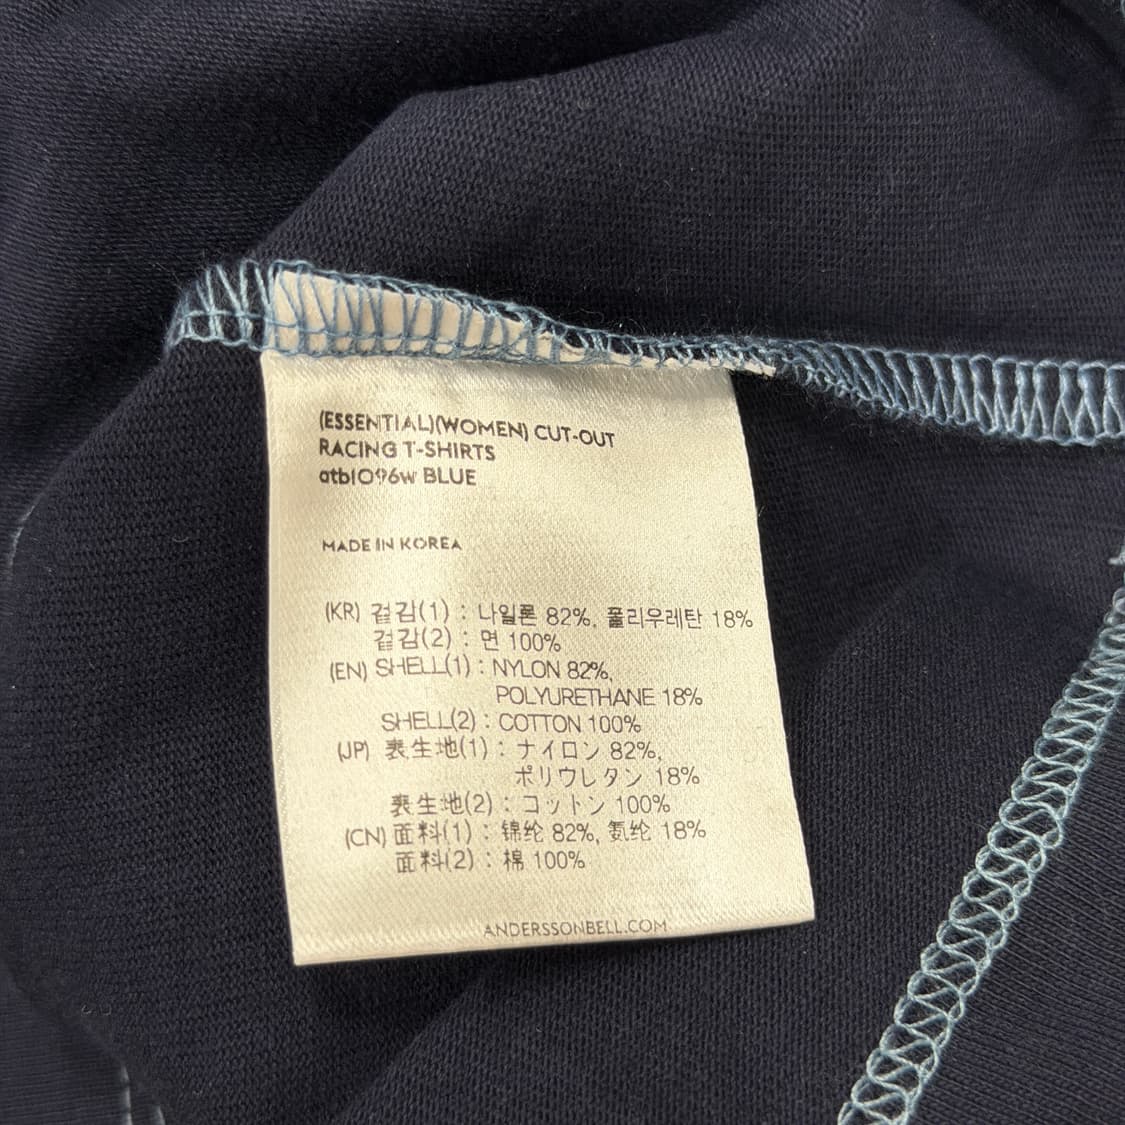 (ESSENTIAL)(WOMEN) CUT-OUT
RACING T-SHIRTS
atb1096w BLUE
MADE IN KOREA
(KR) 겉감(1) : 나일론 82%, 폴리우레탄 18%
겉감(2) : 면 100%
(EN) SHELL(1) : NYLON 82%,
POLYURETHANE 18%
SHELL(2) : COTTON 100%
(JP) 表生地(1) : ナイロン 82%,
ポリウレタン 18%
表生地(2) : コットン 100%
(CN) 面料(1) : 锦纶 82%, 氨纶 18%
面料(2) : 棉 100%
ANDERSSONBELL.COM